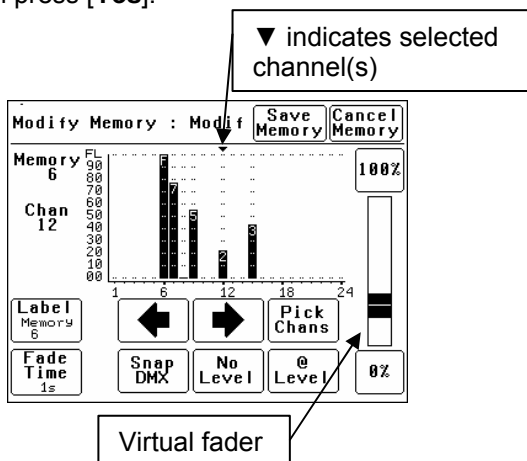 press [Yes].
▼ indicates selected
channel(s)
Modify Memory : Modif
Save
Memory
Cancel
Memory
Memory
6
Chan
12
FL
90
80
70
60
50
40
30
20
10
00
F
7
5
2
3
1 6 12 18 24
100%
Label
Memory
6
Pick
Chans
Fade
Time
1s
Snap
DMX
No
Level
@
Level
0%
Virtual fader